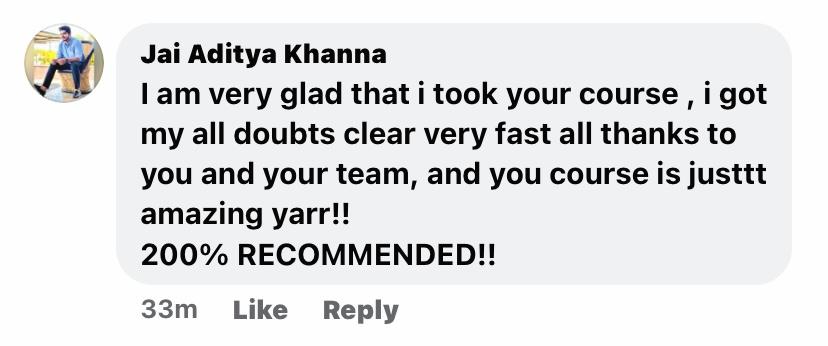 Jai Aditya Khanna
I am very glad that i took your course , i got
my all doubts clear very fast all thanks to
you and your team, and you course is justtt
amazing yarr!!
200% RECOMMENDED!!
33m Like Reply